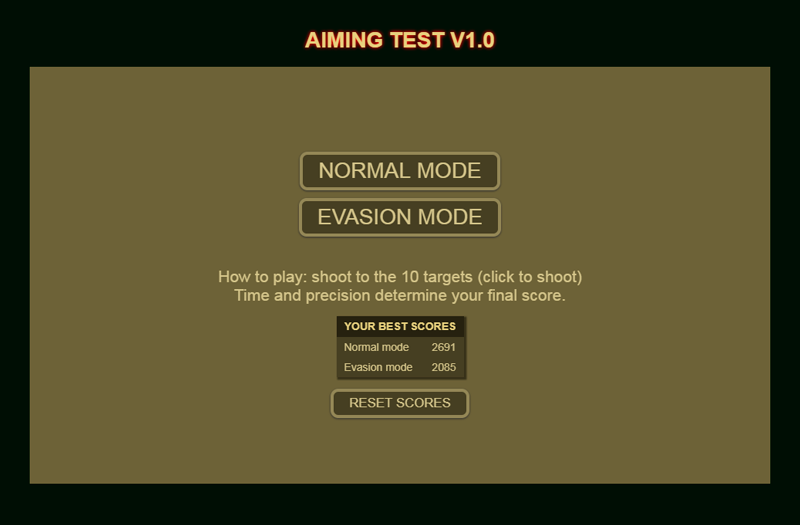 AIMING TEST V1.0
NORMAL MODE
EVASION MODE
How to play: shoot to the 10 targets (click to shoot)
Time and precision determine your final score.
YOUR BEST SCORES
Normal mode 2691
Evasion mode 2085
RESET SCORES